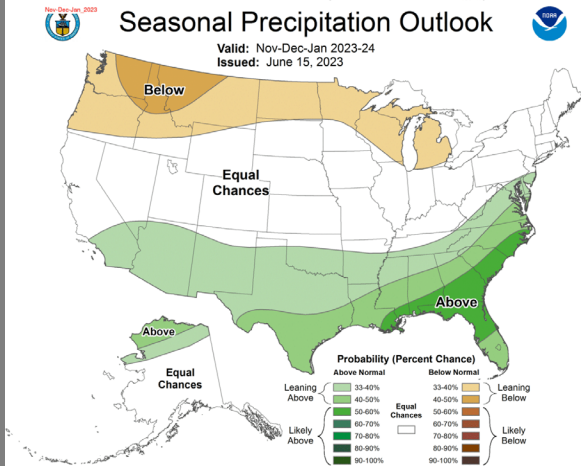 Nov-Dec-Jan_2023
Seasonal Precipitation Outlook
NOAA
Valid: Nov-Dec-Jan 2023-24
Issued: June 15, 2023
Below
Equal
Chances
Above
Above
Equal
Chances
Probability (Percent Chance)
Above Normal
Below Normal
Leaning
Above
33-40%
40-50%
Likely
Above
50-60%
60-70%
70-80%
80-90%
90-100%
Equal
Chances
33-40%
40-50%
Leaning
Below
50-60%
60-70%
70-80%
80-90%
90-100%
Likely
Below